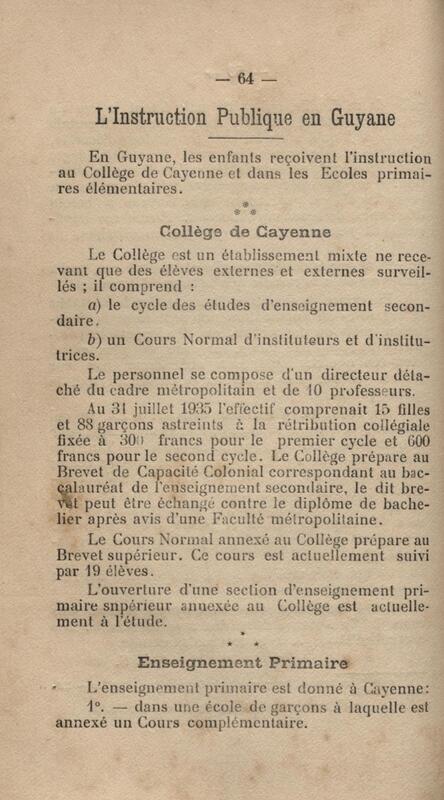 — 64 —
L'Instruction Publique en Guyane
En Guyane, les enfants reçoivent l'instruction
au Collège de Cayenne et dans les Ecoles primai-
res élémentaires.
*
* *
Collège de Cayenne
Le Collège est un établissement mixte ne rece-
vant que des élèves externes et externes surveil-
lés ; il comprend :
a) le cycle des études d'enseignement secon-
daire.
b) un Cours Normal d'instituteurs et d'institu-
trices.
Le personnel se compose d'un directeur déta-
ché du cadre métropolitain et de 10 professeurs.
Au 31 juillet 1935 l'effectif comprenait 15 filles
et 88 garçons astreints à la rétribution collégiale
fixée à 300 francs pour le premier cycle et 600
francs pour le second cycle. Le Collège prépare au
Brevet de Capacité Colonial correspondant au bac-
çalauréat de l'enseignement secondaire, le dit bre-
vet peut être échangé contre le diplôme de bache-
lier après avis d'une Faculté métropolitaine.
Le Cours Normal annexé au Collège prépare au
Brevet supérieur. Ce cours est actuellement suivi
par 19 élèves.
L'ouverture d'une section d'enseignement pri-
maire snpérieur annexée au Collège est actuelle-
ment à l'étude.
*
* *
Enseignement Primaire
L'enseignement primaire est donné à Cayenne:
1°. — dans une école de garçons à laquelle est
annexé un Cours complémentaire.